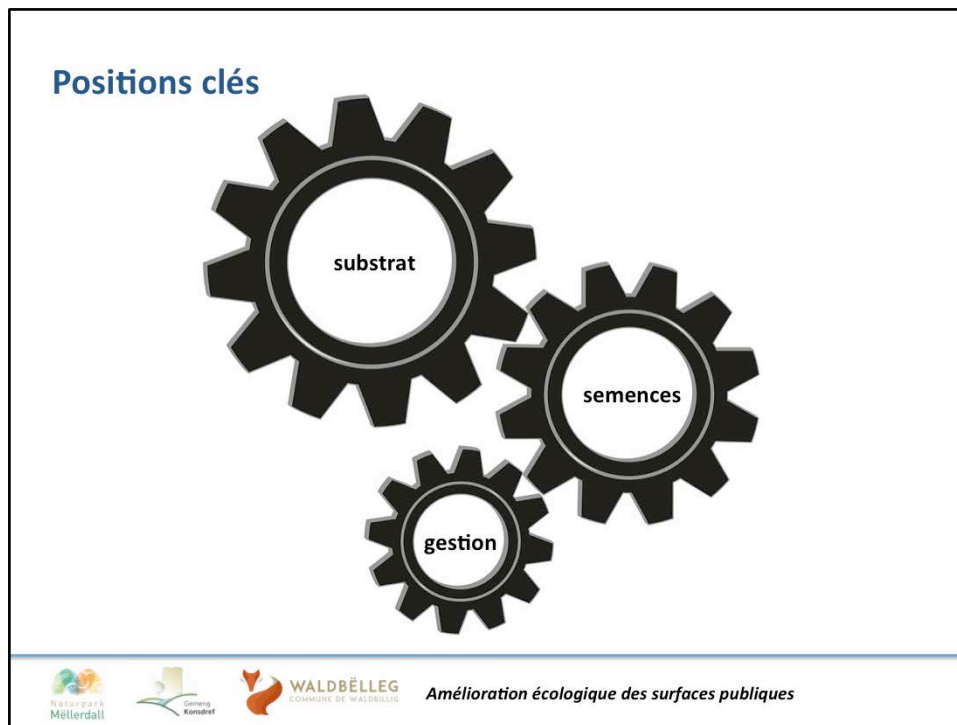 Positions clés
substrat
semences
gestion
Naturpark
Mëllerdall
Gemeng
Konsdref
WALDBËLLEG
COMMUNE DE WALDBILLIG
Amélioration écologique des surfaces publiques